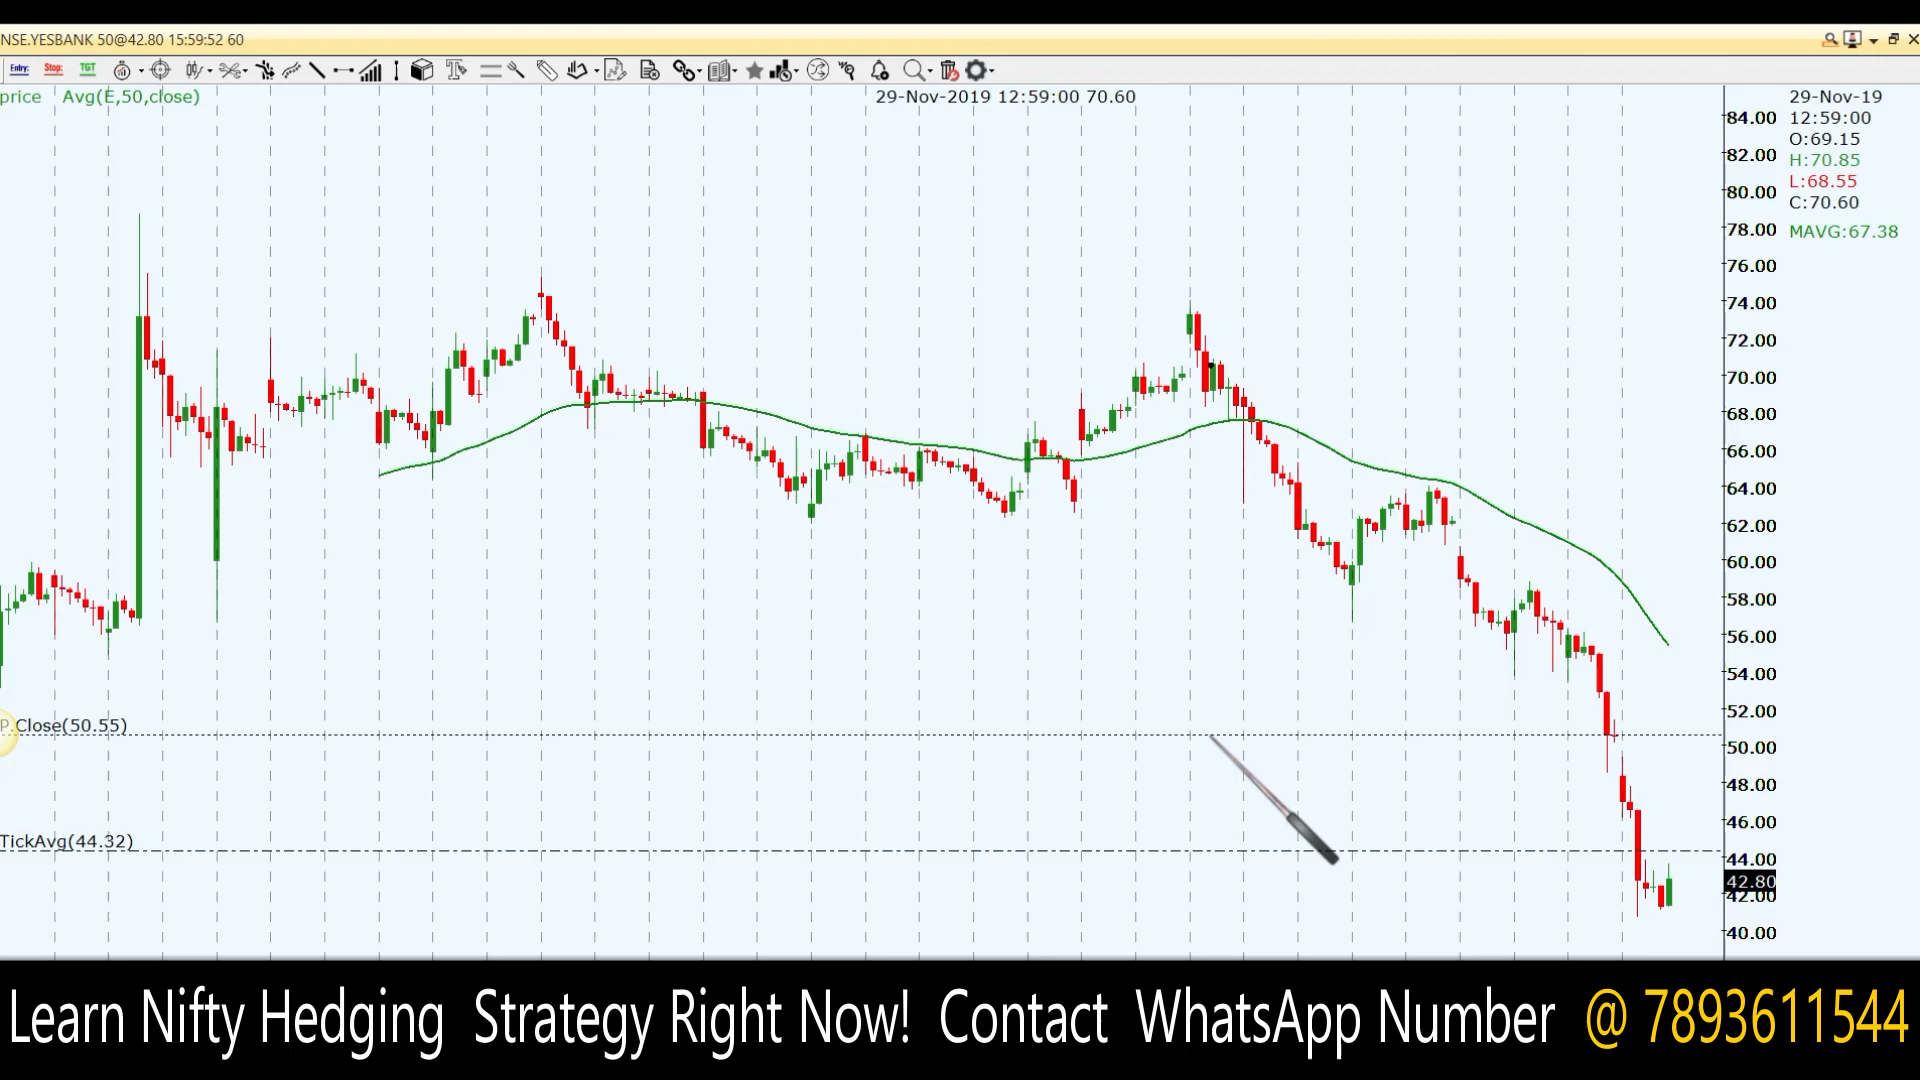 NSE.YESBANK 50@42.80 15:59:52 60
Entry: Stop: TGT
price Avg(E,50,close)
29-Nov-2019 12:59:00 70.60
29-Nov-19
12:59:00
O:69.15
H:70.85
L:68.55
C:70.60
MAVG:67.38
84.00
82.00
80.00
78.00
76.00
74.00
72.00
70.00
68.00
66.00
64.00
62.00
60.00
58.00
56.00
54.00
52.00
P.Close(50.55)
50.00
48.00
46.00
TickAvg(44.32)
44.00
42.80
42.00
40.00
Learn Nifty Hedging Strategy Right Now! Contact WhatsApp Number @ 7893611544